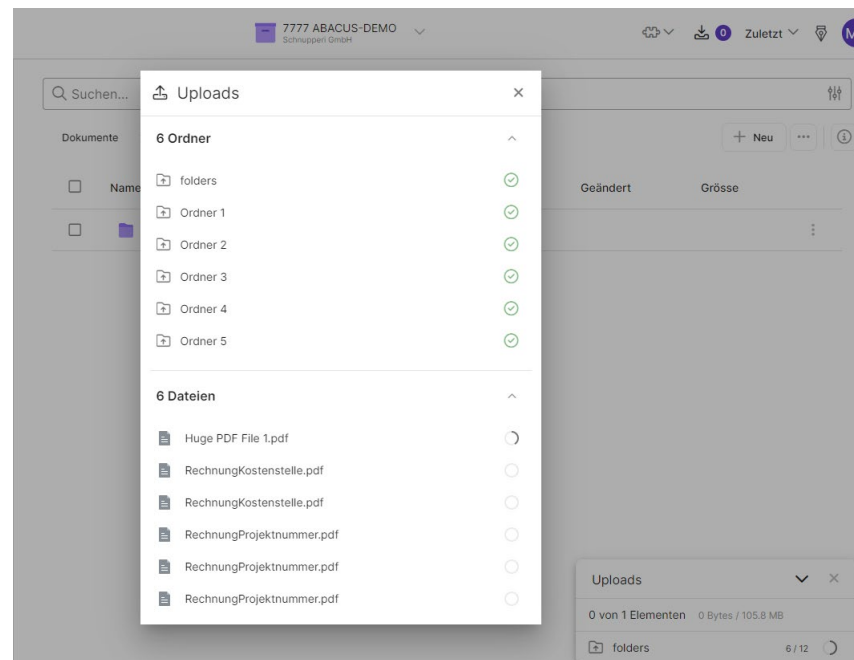 7777 ABACUS-DEMO
Schnupperi GmbH
0 Zuletzt
M
Suchen...
Uploads
Dokumente
6 Ordner
Neu
Name
Geändert
Grösse
folders
Ordner 1
Ordner 2
Ordner 3
Ordner 4
Ordner 5
6 Dateien
Huge PDF File 1.pdf
RechnungKostenstelle.pdf
RechnungKostenstelle.pdf
RechnungProjektnummer.pdf
RechnungProjektnummer.pdf
RechnungProjektnummer.pdf
Uploads
0 von 1 Elementen 0 Bytes / 105.8 MB
folders 6 / 12